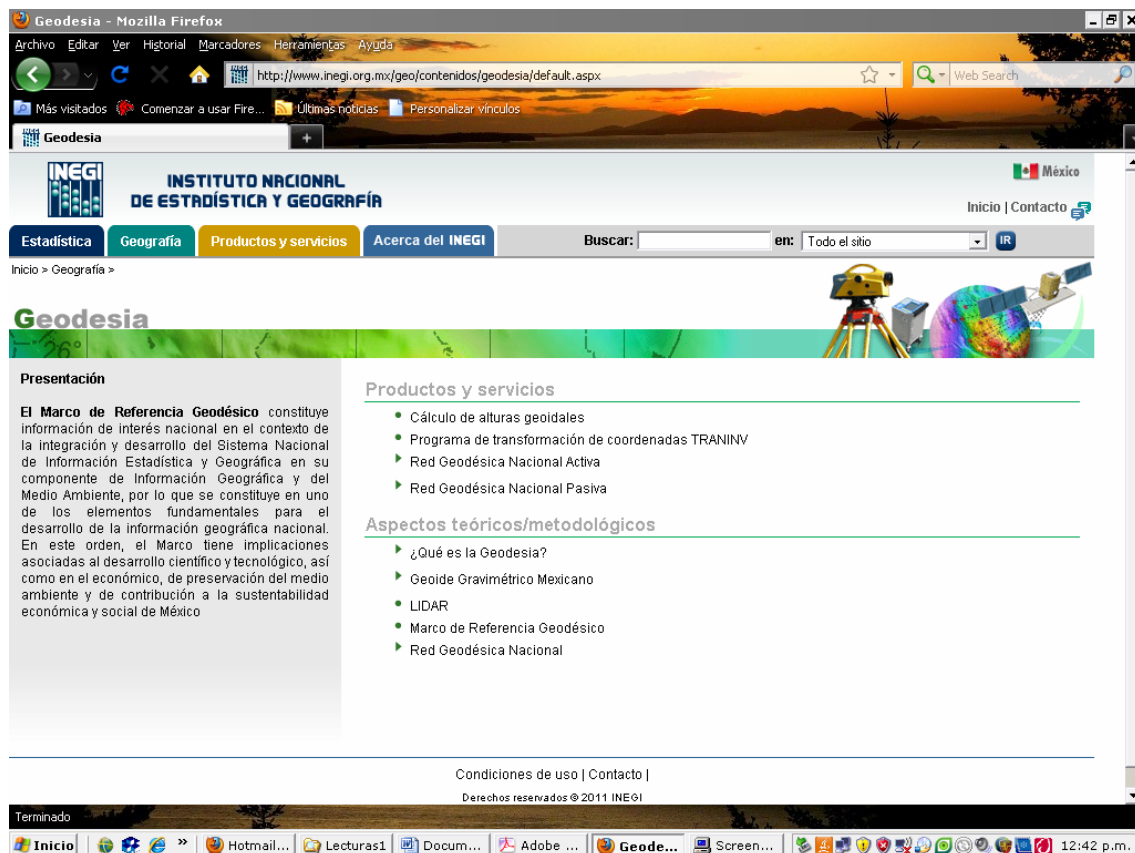 Geodesia - Mozilla Firefox
Archivo Editar Ver Historial Marcadores Herramientas Ayuda
http://www.inegi.org.mx/geo/contenidos/geodesia/default.aspx
Web Search
Más visitados Comenzar a usar Fire... Últimas noticias Personalizar vínculos
Geodesia
INEGI
INSTITUTO NACIONAL
DE ESTADÍSTICA Y GEOGRAFÍA
México
Inicio | Contacto
Estadística Geografía Productos y servicios Acerca del INEGI Buscar: en: Todo el sitio IR
Inicio > Geografía >
Geodesia
26°
Presentación
El Marco de Referencia Geodésico constituye
información de interés nacional en el contexto de
la integración y desarrollo del Sistema Nacional
de Información Estadística y Geográfica en su
componente de Información Geográfica y del
Medio Ambiente, por lo que se constituye en uno
de los elementos fundamentales para el
desarrollo de la información geográfica nacional.
En este orden, el Marco tiene implicaciones
asociadas al desarrollo científico y tecnológico, así
como en el económico, de preservación del medio
ambiente y de contribución a la sustentabilidad
económica y social de México
Productos y servicios
Cálculo de alturas geoidales
Programa de transformación de coordenadas TRANINV
Red Geodésica Nacional Activa
Red Geodésica Nacional Pasiva
Aspectos teóricos/metodológicos
¿Qué es la Geodesia?
Geoide Gravimétrico Mexicano
LIDAR
Marco de Referencia Geodésico
Red Geodésica Nacional
Condiciones de uso | Contacto |
Derechos reservados © 2011 INEGI
Terminado
Inicio » Hotmail... Lecturas1 Docum... Adobe ... Geode... Screen... 12:42 p.m.